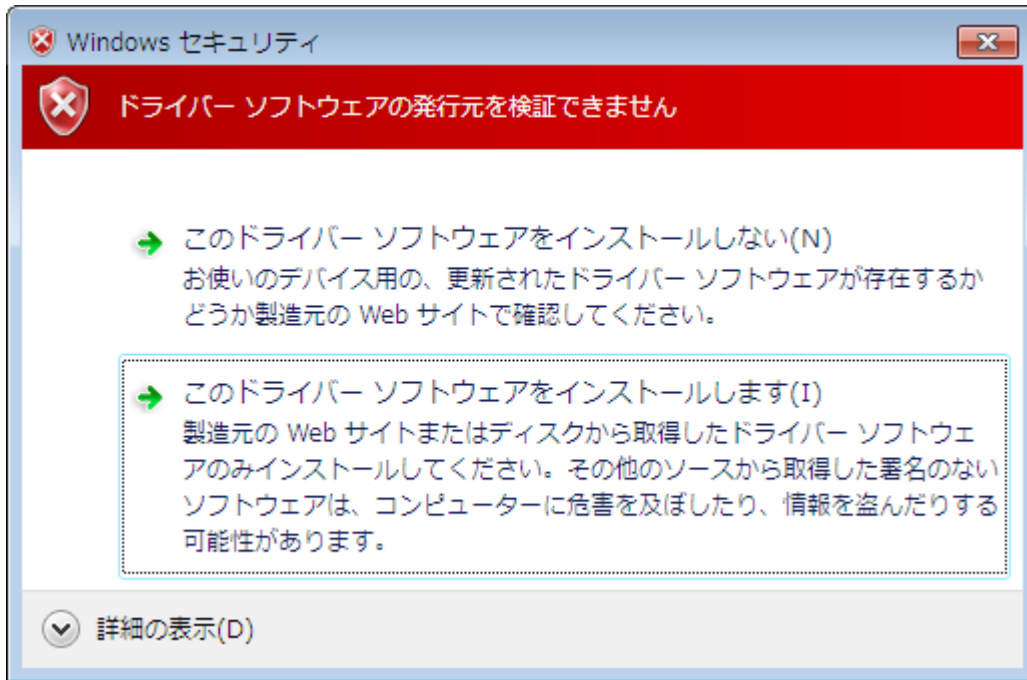 Windows セキュリティ
ドライバー ソフトウェアの発行元を検証できません
このドライバー ソフトウェアをインストールしない(N)
お使いのデバイス用の、更新されたドライバー ソフトウェアが存在するか
どうか製造元の Web サイトで確認してください。
このドライバー ソフトウェアをインストールします(I)
製造元の Web サイトまたはディスクから取得したドライバー ソフトウェ
アのみインストールしてください。その他のソースから取得した署名のない
ソフトウェアは、コンピューターに危害を及ぼしたり、情報を盗んだりする
可能性があります。
詳細の表示(D)